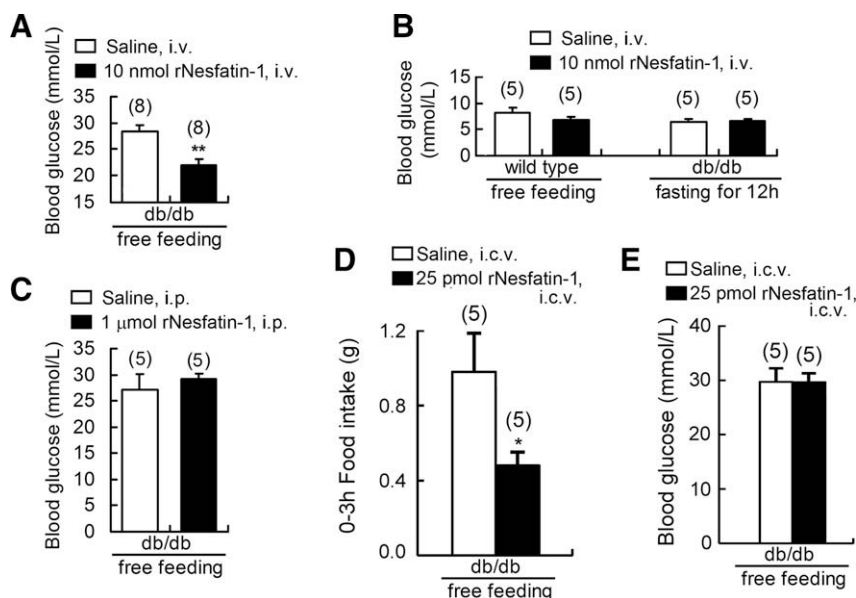 A
Saline, i.v.
10 nmol rNesfatin-1, i.v.
Blood glucose (mmol/L)
35
30
25
20
15
(8)
(8)
**
db/db
free feeding
B
Saline, i.v.
10 nmol rNesfatin-1, i.v.
Blood glucose
(mmol/L)
15
10
5
0
(5)
(5)
(5)
(5)
wild type
db/db
free feeding
fasting for 12h
C
Saline, i.p.
1 μmol rNesfatin-1, i.p.
Blood glucose (mmol/L)
35
30
25
20
15
10
5
0
(5)
(5)
db/db
free feeding
D
Saline, i.c.v.
25 pmol rNesfatin-1,
i.c.v.
0-3h Food intake (g)
1.2
0.8
0.4
0.0
(5)
(5)
*
db/db
free feeding
E
Saline, i.c.v.
25 pmol rNesfatin-1,
i.c.v.
Blood glucose (mmol/L)
40
30
20
10
0
(5)
(5)
db/db
free feeding